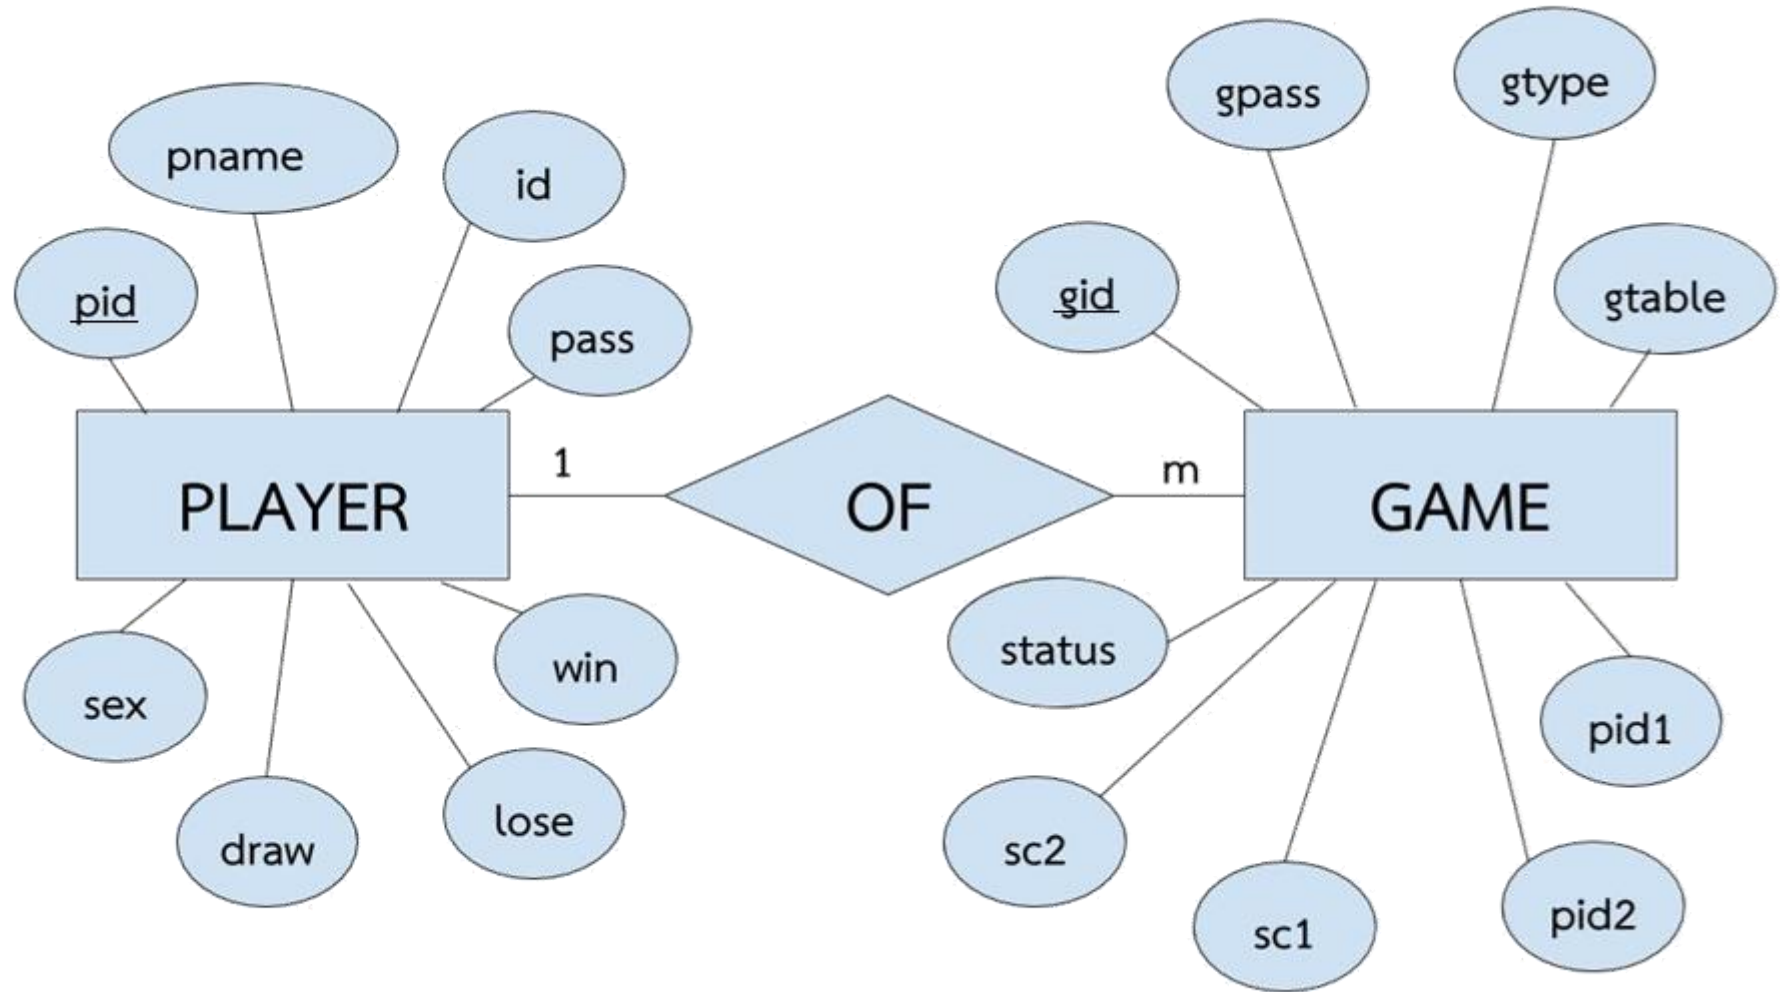 gtype
gpass
pname
id
pid
gid
gtable
pass
1
m
PLAYER
OF
GAME
status
win
sex
pid1
lose
draw
sc2
pid2
sc1